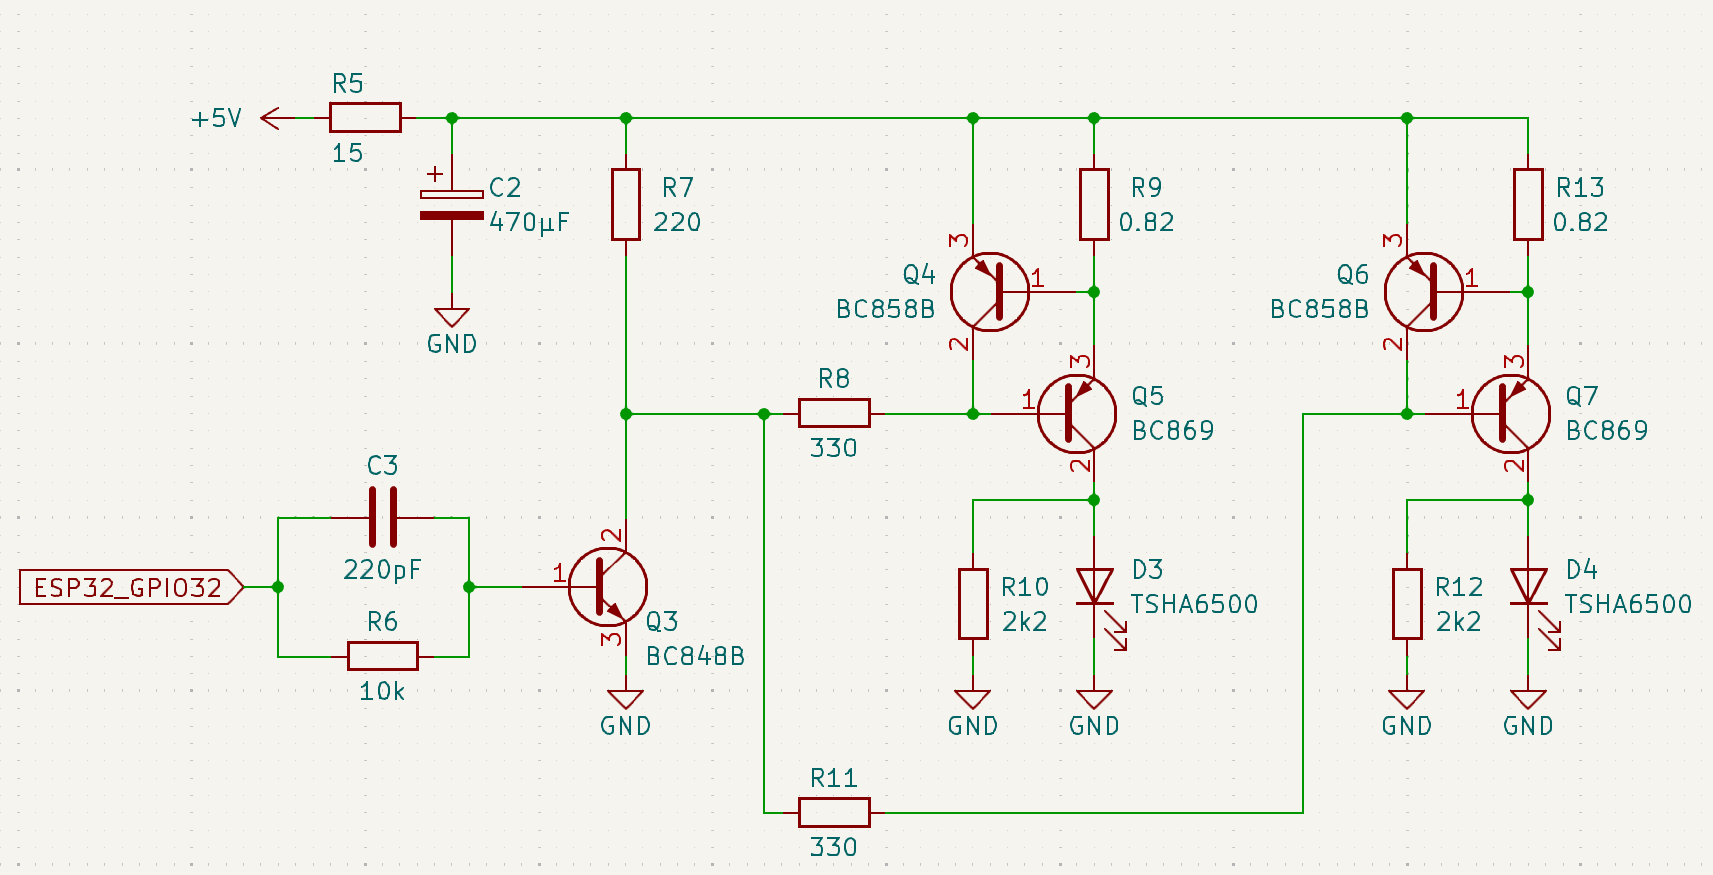 R5
+5V
15
+
C2
470µF
GND
R7
220
R9
0.82
R13
0.82
3
Q4
BC858B
1
2
3
Q6
BC858B
1
2
R8
330
3
1
Q5
BC869
2
3
1
Q7
BC869
2
C3
220pF
ESP32_GPIO32
R6
10k
2
1
3
Q3
BC848B
GND
R10
2k2
GND
D3
TSHA6500
GND
R12
2k2
GND
D4
TSHA6500
GND
R11
330